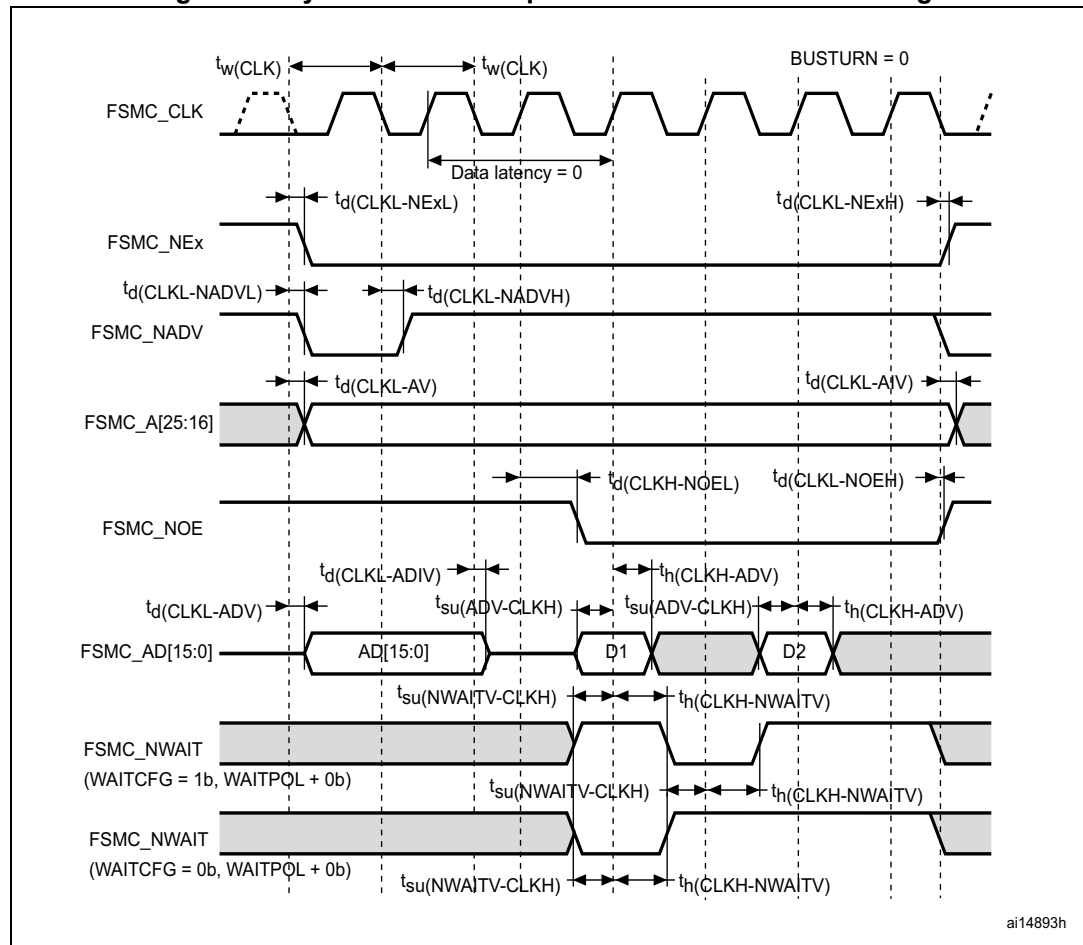 tw(CLK) tw(CLK) BUSTURN = 0
FSMC_CLK
Data latency = 0
td(CLKL-NExL) td(CLKL-NExH)
FSMC_NEx
td(CLKL-NADVL) td(CLKL-NADVH)
FSMC_NADV
td(CLKL-AV) td(CLKL-AIV)
FSMC_A[25:16]
td(CLKH-NOEL) td(CLKL-NOEH)
FSMC_NOE
td(CLKL-ADIV) th(CLKH-ADV)
td(CLKL-ADV) tsu(ADV-CLKH) tsu(ADV-CLKH) th(CLKH-ADV)
FSMC_AD[15:0] AD[15:0] D1 D2
tsu(NWAITV-CLKH) th(CLKH-NWAITV)
FSMC_NWAIT
(WAITCFG = 1b, WAITPOL + 0b)
tsu(NWAITV-CLKH) th(CLKH-NWAITV)
FSMC_NWAIT
(WAITCFG = 0b, WAITPOL + 0b)
tsu(NWAITV-CLKH) th(CLKH-NWAITV)
ai14893h